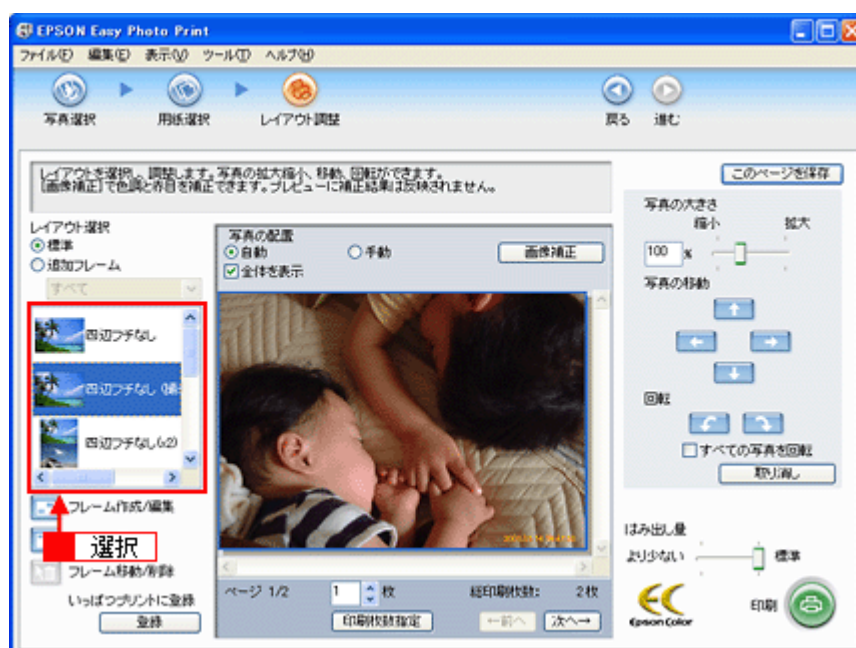 EPSON Easy Photo Print
ファイル(F) 編集(E) 表示(V) ツール(T) ヘルプ(H)
写真選択 用紙選択 レイアウト調整 戻る 進む
レイアウトを選択し、調整します。写真の拡大縮小、移動、回転ができます。
[画像補正]で色調と赤目を補正できます。プレビューに補正結果は反映されません。
このページを保存
レイアウト選択
標準
追加フレーム
すべて
四辺フチなし
四辺フチなし
四辺フチなし(x2)
選択
フレーム作成/編集
フレーム移動/削除
いっぱつプリントに登録
登録
写真の配置
自動 手動 画像補正
全体を表示
ページ 1/2 1 枚 総印刷枚数: 2枚
印刷枚数指定 ←前へ 次へ→
写真の大きさ
縮小 拡大
100 %
写真の移動
回転
すべての写真を回転
取り消し
はみ出し量
より少ない 標準
Epson Color 印刷